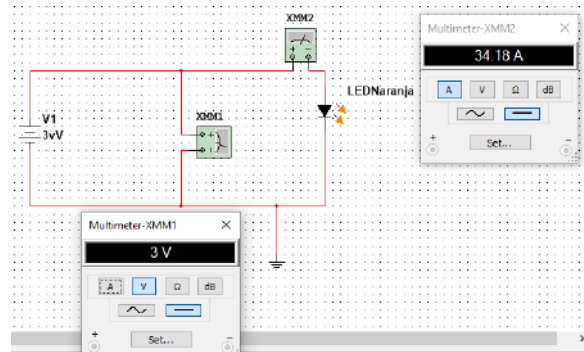 XMM2
Multimeter-XMM2
34.18 A
A V Ω dB
Set...
+ -
LEDNaranja
V1
3vV
XMM1
+ -
Multimeter-XMM1
3 V
A V Ω dB
Set...
+ -